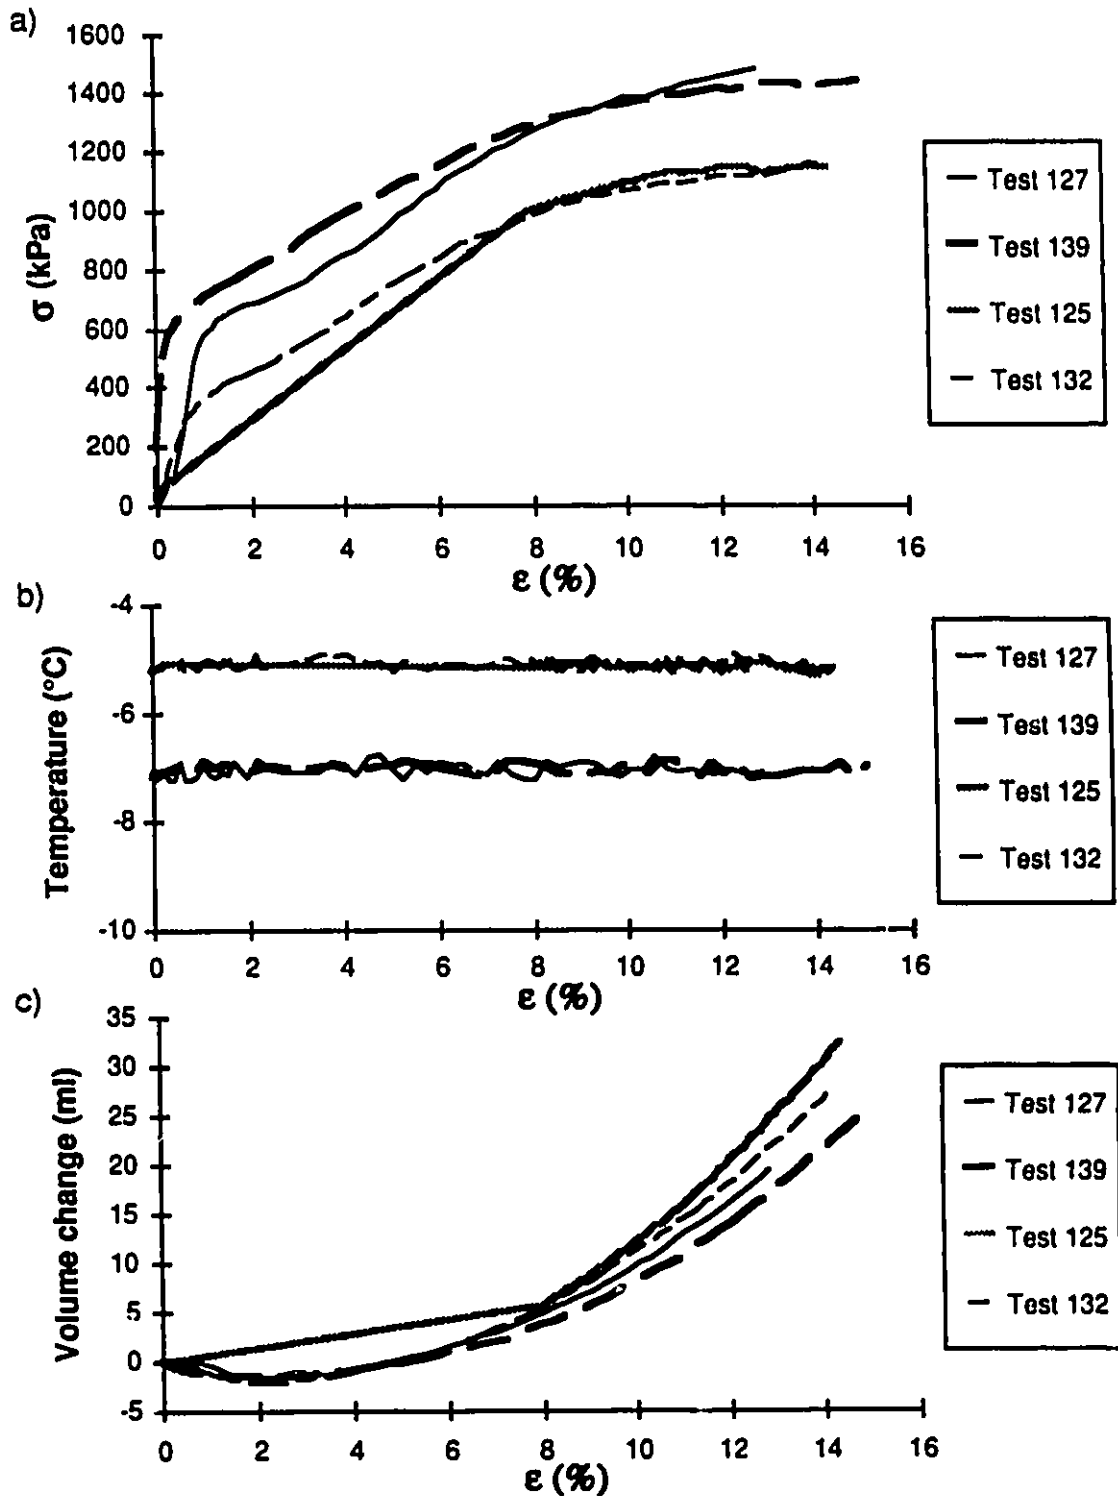 a)
1600
1400
1200
1000
800
600
400
200
0
σ (kPa)
0 2 4 6 8 10 12 14 16
ε (%)
Test 127
Test 139
Test 125
Test 132
b)
-4
-6
-8
-10
Temperature (°C)
0 2 4 6 8 10 12 14 16
ε (%)
Test 127
Test 139
Test 125
Test 132
c)
35
30
25
20
15
10
5
0
-5
Volume change (ml)
0 2 4 6 8 10 12 14 16
ε (%)
Test 127
Test 139
Test 125
Test 132